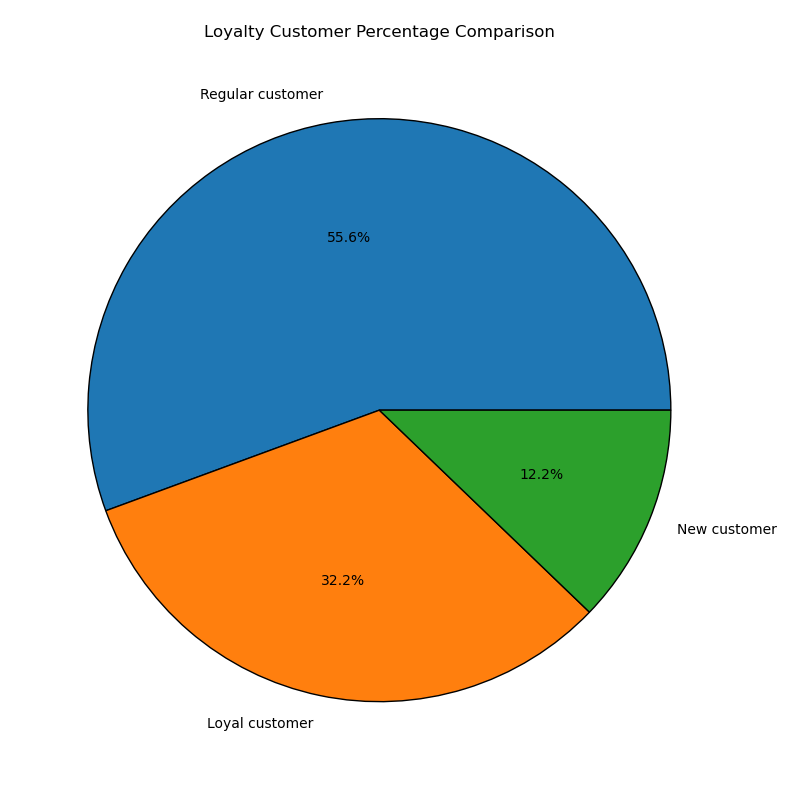 Loyalty Customer Percentage Comparison
Regular customer
55.6%
12.2%
New customer
32.2%
Loyal customer